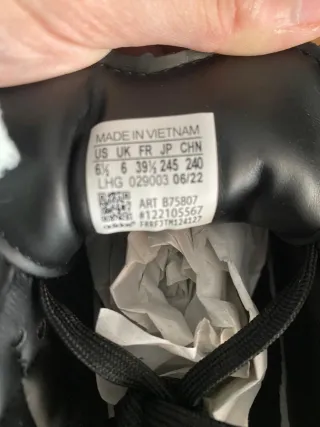 MADE IN VIETNAM
US UK FR JP CHN
6½ 6 39⅓ 245 240
LHG 029003 06/22
ART B75807
#122105567
adidas